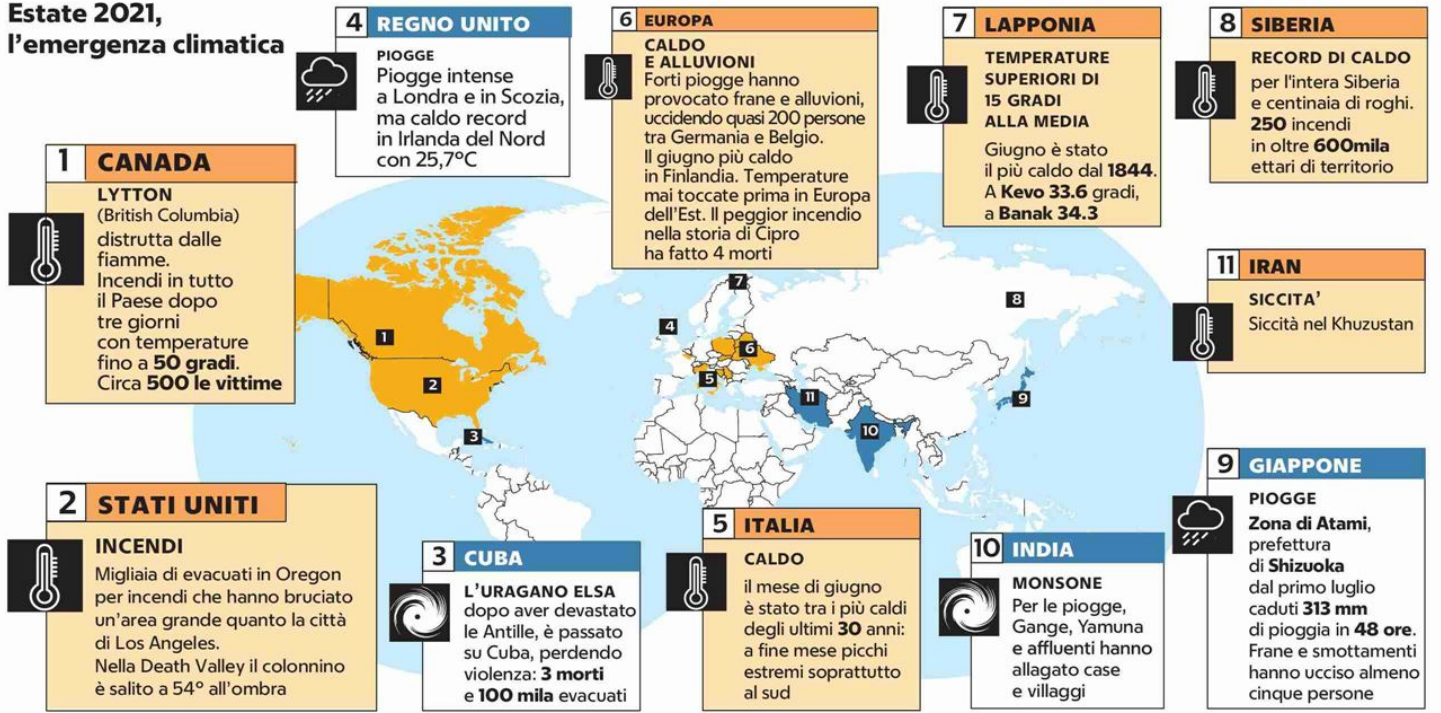 Estate 2021,
l'emergenza climatica
1 CANADA
LYTTON
(British Columbia)
distrutta dalle
fiamme.
Incendi in tutto
il Paese dopo
tre giorni
con temperature
fino a 50 gradi.
Circa 500 le vittime
2 STATI UNITI
INCENDI
Migliaia di evacuati in Oregon
per incendi che hanno bruciato
un'area grande quanto la città
di Los Angeles.
Nella Death Valley il colonnino
è salito a 54° all'ombra
3 CUBA
L'URAGANO ELSA
dopo aver devastato
le Antille, è passato
su Cuba, perdendo
violenza: 3 morti
e 100 mila evacuati
4 REGNO UNITO
PIOGGE
Piogge intense
a Londra e in Scozia,
ma caldo record
in Irlanda del Nord
con 25,7°C
5 ITALIA
CALDO
il mese di giugno
è stato tra i più caldi
degli ultimi 30 anni:
a fine mese picchi
estremi soprattutto
al sud
6 EUROPA
CALDO
E ALLUVIONI
Forti piogge hanno
provocato frane e alluvioni,
uccidendo quasi 200 persone
tra Germania e Belgio.
Il giugno più caldo
in Finlandia. Temperature
mai toccate prima in Europa
dell'Est. Il peggior incendio
nella storia di Cipro
ha fatto 4 morti
7 LAPPONIA
TEMPERATURE
SUPERIORI DI
15 GRADI
ALLA MEDIA
Giugno è stato
il più caldo dal 1844.
A Kevo 33.6 gradi,
a Banak 34.3
8 SIBERIA
RECORD DI CALDO
per l'intera Siberia
e centinaia di roghi.
250 incendi
in oltre 600mila
ettari di territorio
11 IRAN
SICCITA'
Siccità nel Khuzustan
9 GIAPPONE
PIOGGE
Zona di Atami,
prefettura
di Shizuoka
dal primo luglio
caduti 313 mm
di pioggia in 48 ore.
Frane e smottamenti
hanno ucciso almeno
cinque persone
10 INDIA
MONSONE
Per le piogge,
Gange, Yamuna
e affluenti hanno
allagato case
e villaggi
1
2
3
4
5
6
7
8
9
10
11